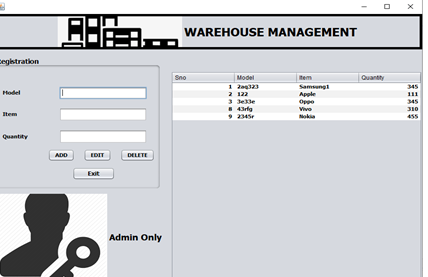 WAREHOUSE MANAGEMENT
Registration
Model
Item
Quantity
ADD EDIT DELETE
Exit
Sno Model Item Quantity
1 2aq323 Samsung1 345
2 122 Apple 111
3 3e33e Oppo 345
8 43rfg Vivo 310
9 2345r Nokia 455
Admin Only